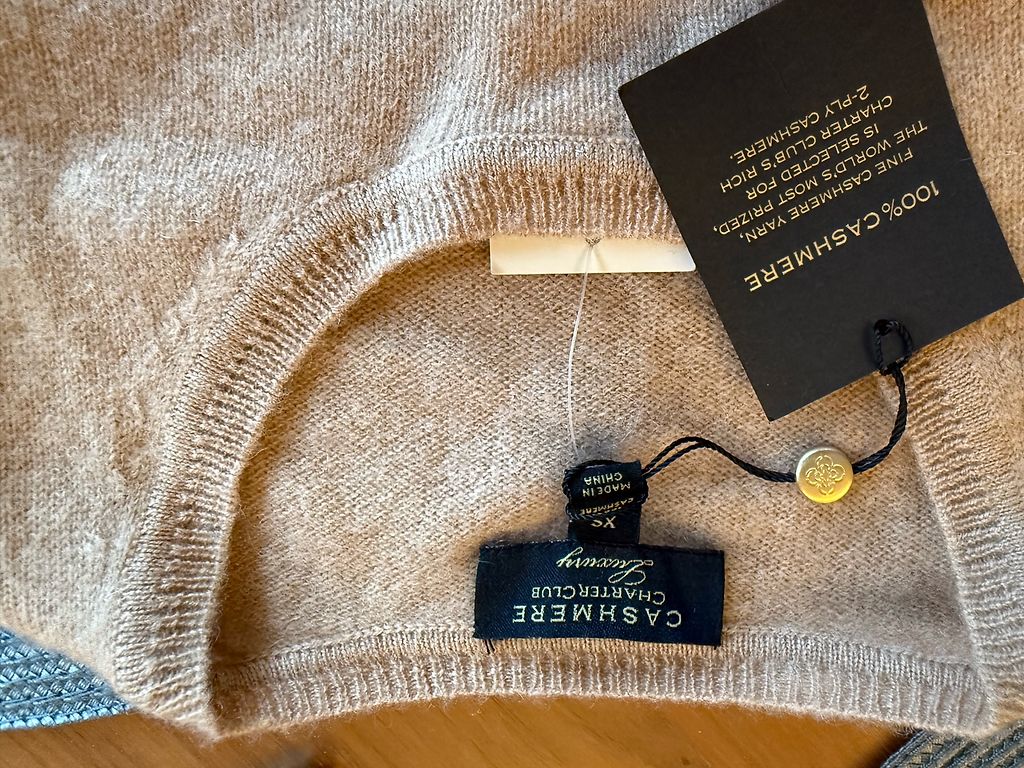 100% CASHMERE
FINE CASHMERE YARN,
THE WORLD'S MOST PRIZED,
IS SELECTED FOR
CHARTER CLUB'S RICH
2-PLY CASHMERE.
CASHMERE
CHARTER CLUB
Luxury
XS
CASHMERE
MADE IN
CHINA